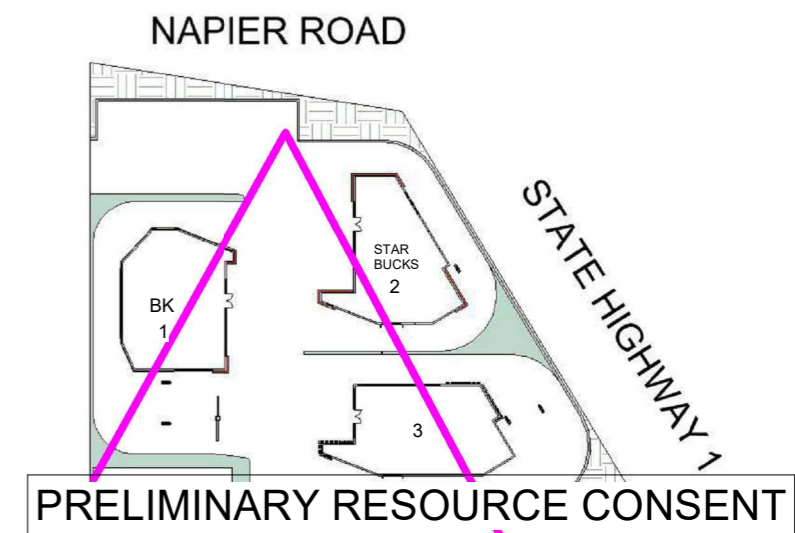 NAPIER ROAD
STATE HIGHWAY 1
STAR
BUCKS
2
BK
1
3
PRELIMINARY RESOURCE CONSENT